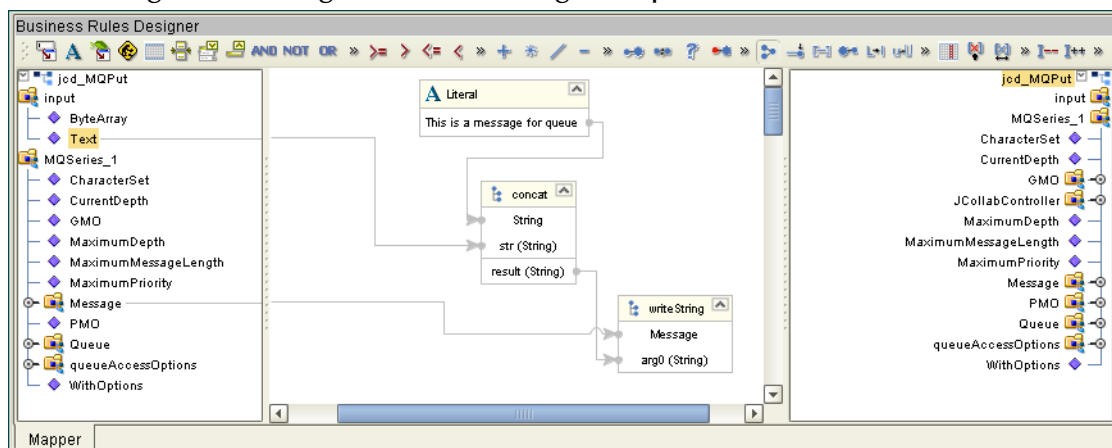 Business Rules Designer
A AND NOT OR » >= > <= < » + * / - » ? » » I-- I++ »
jcd_MQPut
input
ByteArray
Text
MQSeries_1
CharacterSet
CurrentDepth
GMO
MaximumDepth
MaximumMessageLength
MaximumPriority
Message
PMO
Queue
queueAccessOptions
WithOptions
A Literal
This is a message for queue
concat
String
str (String)
result (String)
writeString
Message
arg0 (String)
jcd_MQPut
input
MQSeries_1
CharacterSet
CurrentDepth
GMO
JCollabController
MaximumDepth
MaximumMessageLength
MaximumPriority
Message
PMO
Queue
queueAccessOptions
WithOptions
Mapper